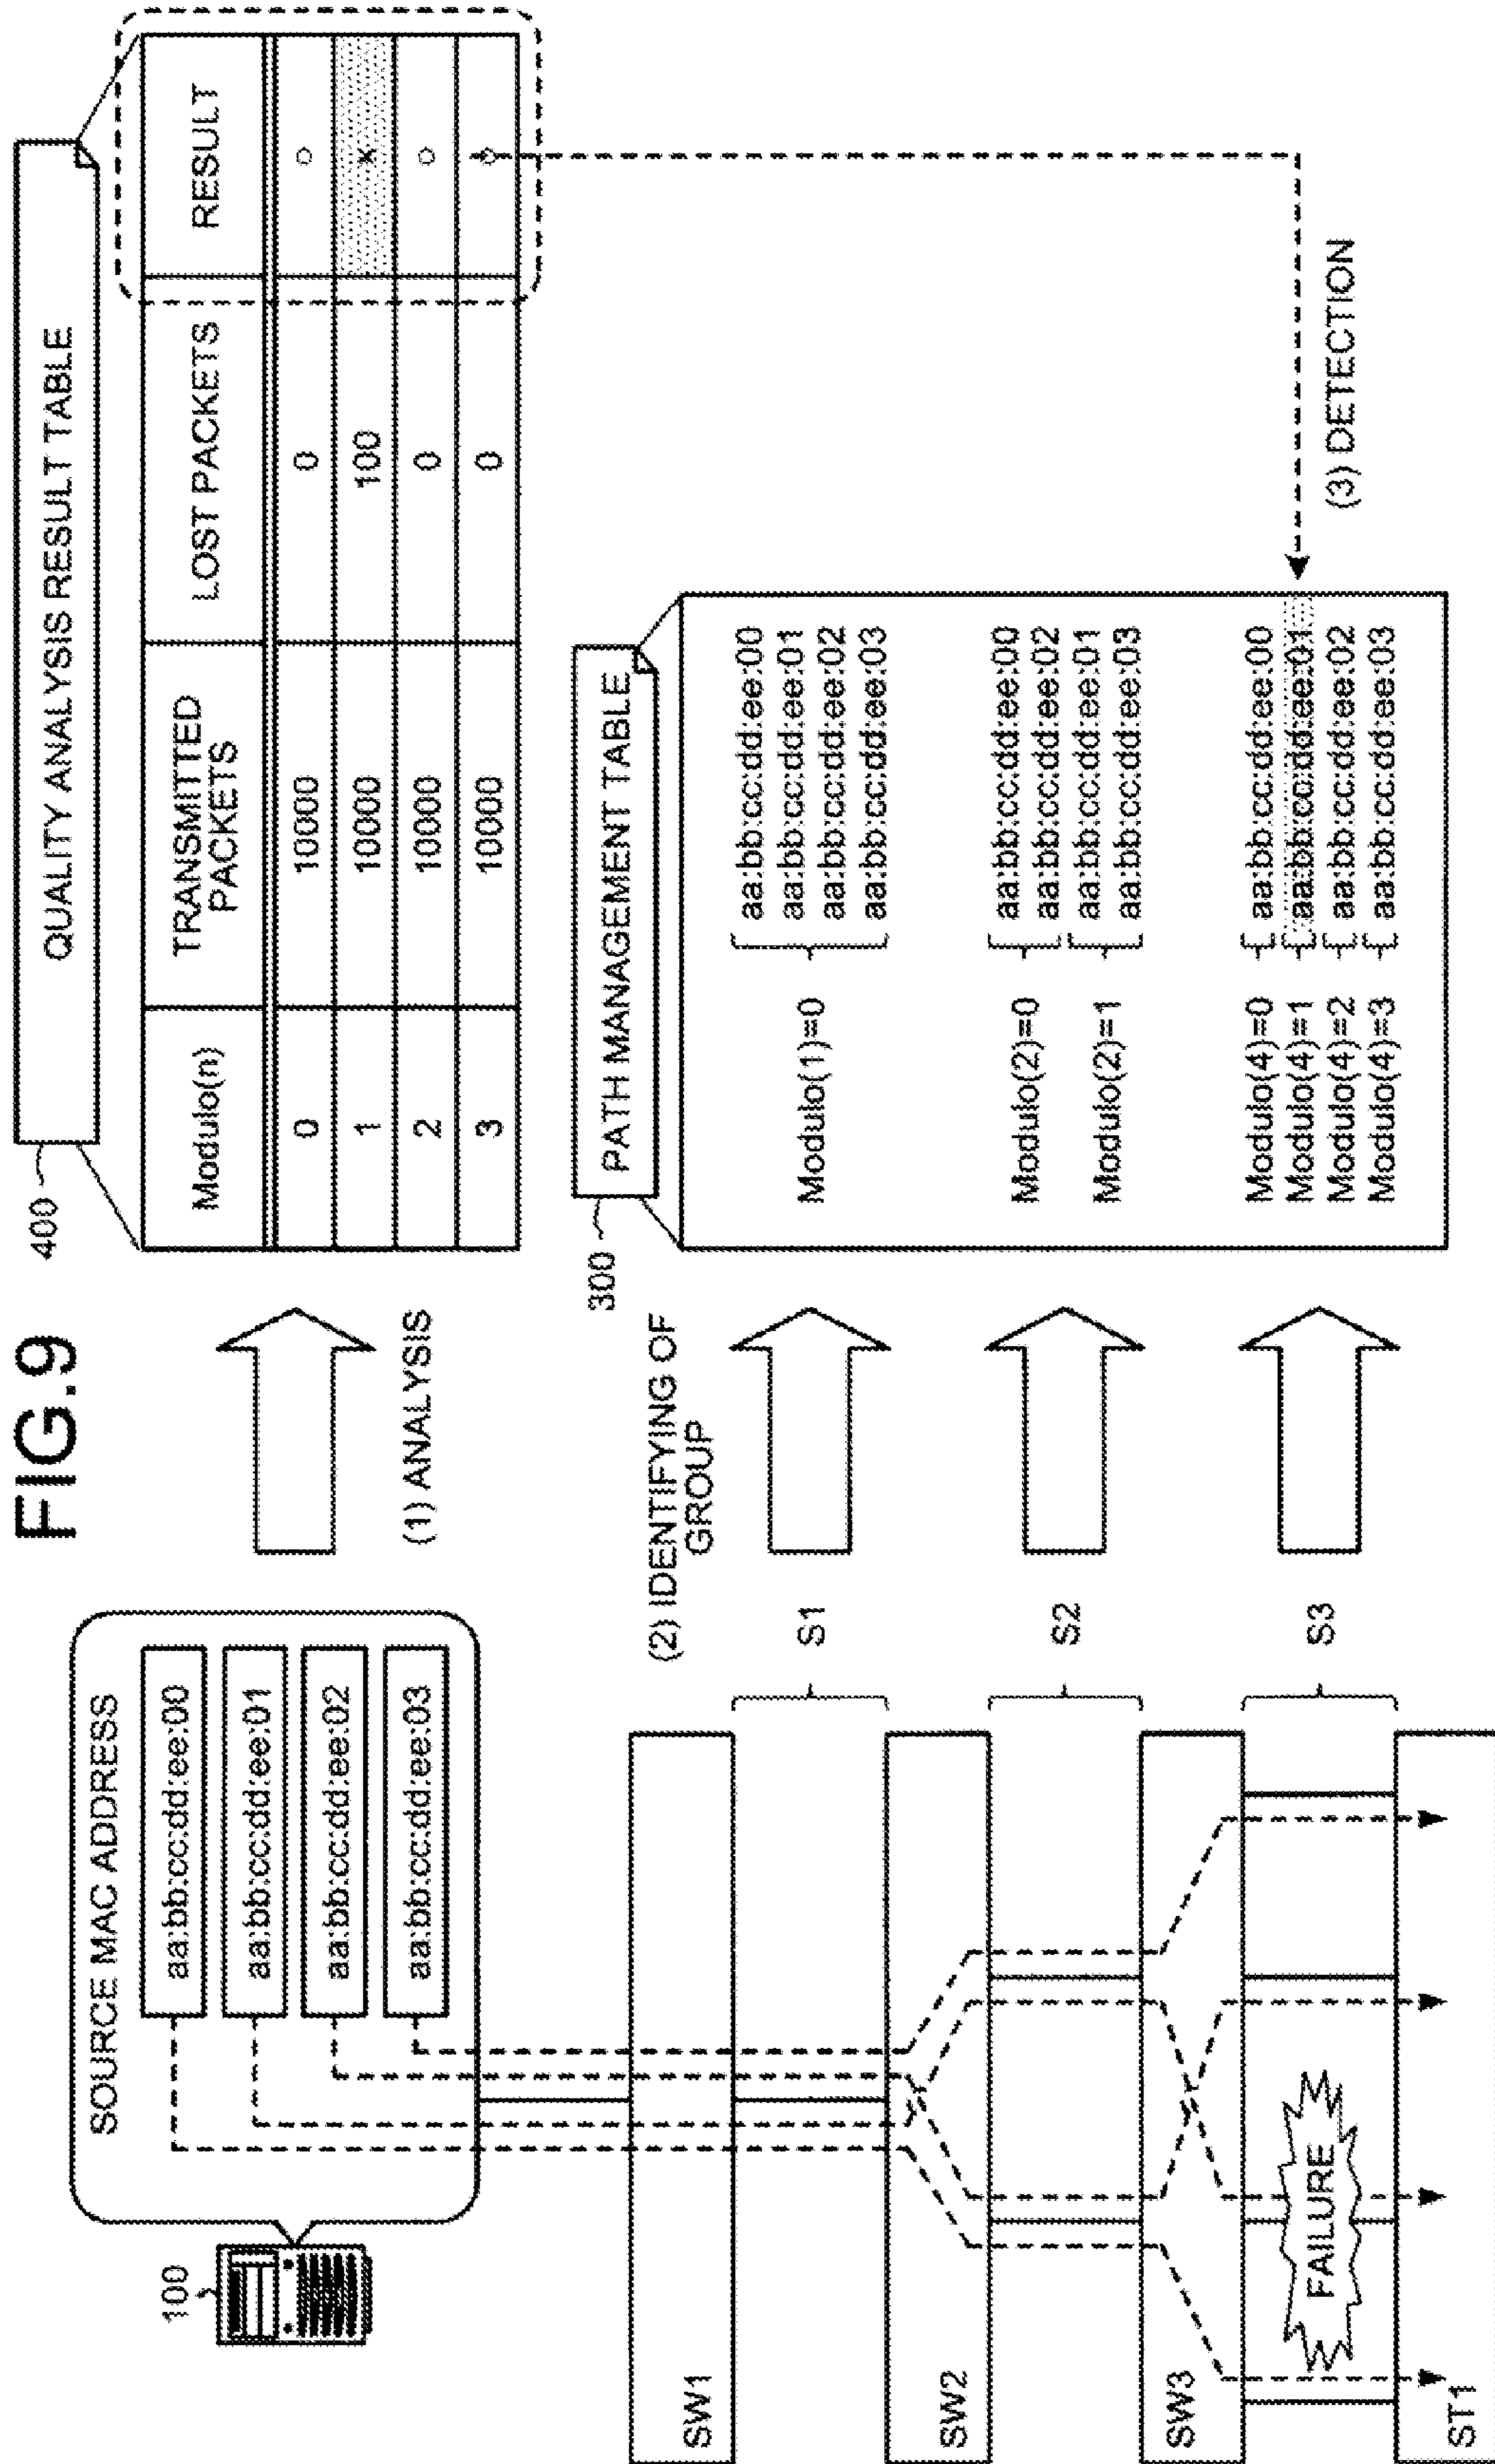 FIG.9
100
SOURCE MAC ADDRESS
aa:bb:cc:dd:ee:00
aa:bb:cc:dd:ee:01
aa:bb:cc:dd:ee:02
aa:bb:cc:dd:ee:03
(1) ANALYSIS
400
QUALITY ANALYSIS RESULT TABLE
Modulo(n) TRANSMITTED PACKETS LOST PACKETS RESULT
0 10000 0 ○
1 10000 100 ×
2 10000 0 ○
3 10000 0 ○
SW1
SW2
SW3
ST1
FAILURE
(2) IDENTIFYING OF
GROUP
S1
S2
S3
300
PATH MANAGEMENT TABLE
Modulo(1)=0
aa:bb:cc:dd:ee:00
aa:bb:cc:dd:ee:01
aa:bb:cc:dd:ee:02
aa:bb:cc:dd:ee:03
Modulo(2)=0
aa:bb:cc:dd:ee:00
aa:bb:cc:dd:ee:02
Modulo(2)=1
aa:bb:cc:dd:ee:01
aa:bb:cc:dd:ee:03
Modulo(4)=0 aa:bb:cc:dd:ee:00
Modulo(4)=1 aa:bb:cc:dd:ee:01
Modulo(4)=2 aa:bb:cc:dd:ee:02
Modulo(4)=3 aa:bb:cc:dd:ee:03
(3) DETECTION